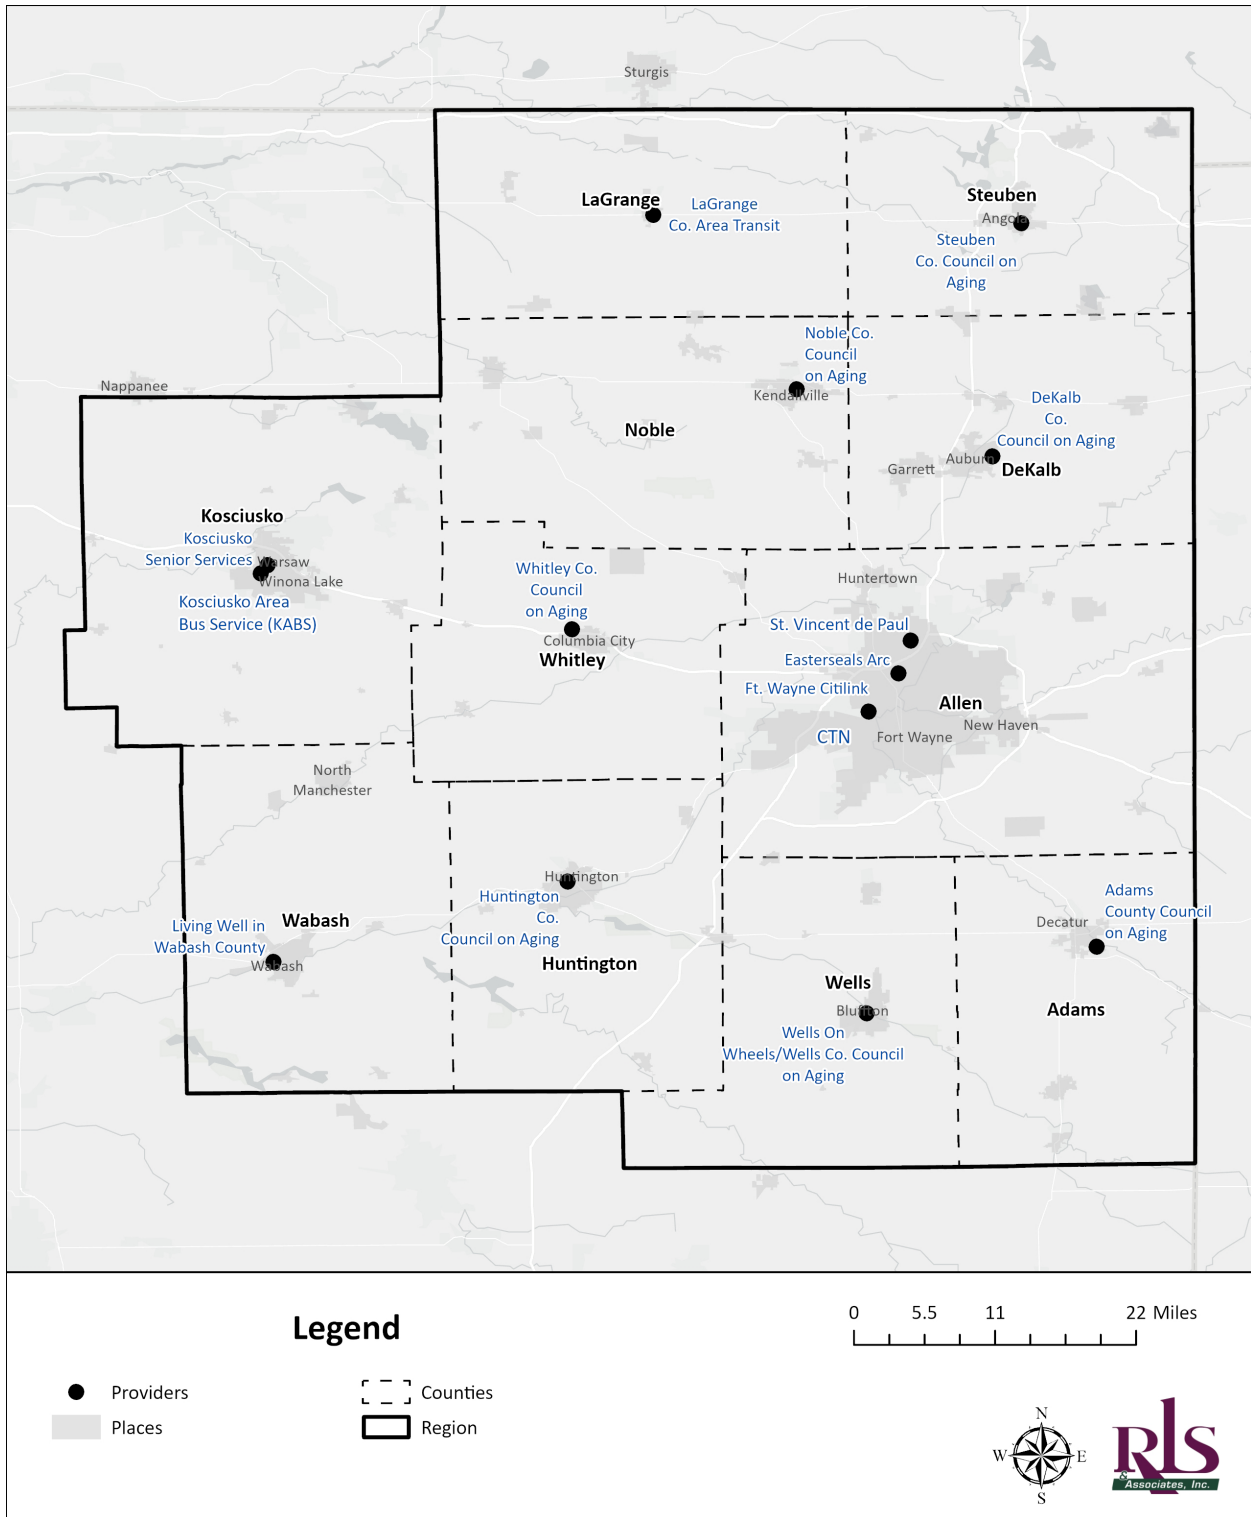 Sturgis
LaGrange
LaGrange
Co. Area Transit
Steuben
Angola
Steuben
Co. Council on
Aging
Noble Co.
Council
on Aging
Kendallville
Nappanee
Noble
DeKalb
Co.
Council on Aging
Auburn
Garrett
DeKalb
Kosciusko
Kosciusko
Senior Services
Warsaw
Winona Lake
Kosciusko Area
Bus Service (KABS)
Whitley Co.
Council
on Aging
Columbia City
Whitley
Huntertown
St. Vincent de Paul
Easterseals Arc
Ft. Wayne Citilink
CTN
Allen
New Haven
Fort Wayne
North
Manchester
Huntington
Huntington
Co.
Council on Aging
Huntington
Living Well in
Wabash County
Wabash
Wabash
Wells
Bluffton
Wells On
Wheels/Wells Co. Council
on Aging
Adams
County Council
on Aging
Decatur
Adams
Legend
Providers
Places
Counties
Region
0 5.5 11 22 Miles
N
W E
S
RLS
& Associates, Inc.